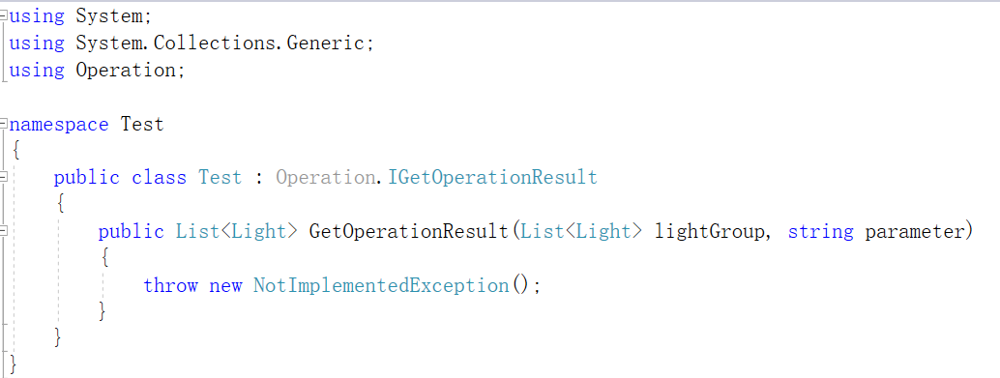 using System;
using System.Collections.Generic;
using Operation;
namespace Test
{
public class Test : Operation.IGetOperationResult
{
public List<Light> GetOperationResult(List<Light> lightGroup, string parameter)
{
throw new NotImplementedException();
}
}
}